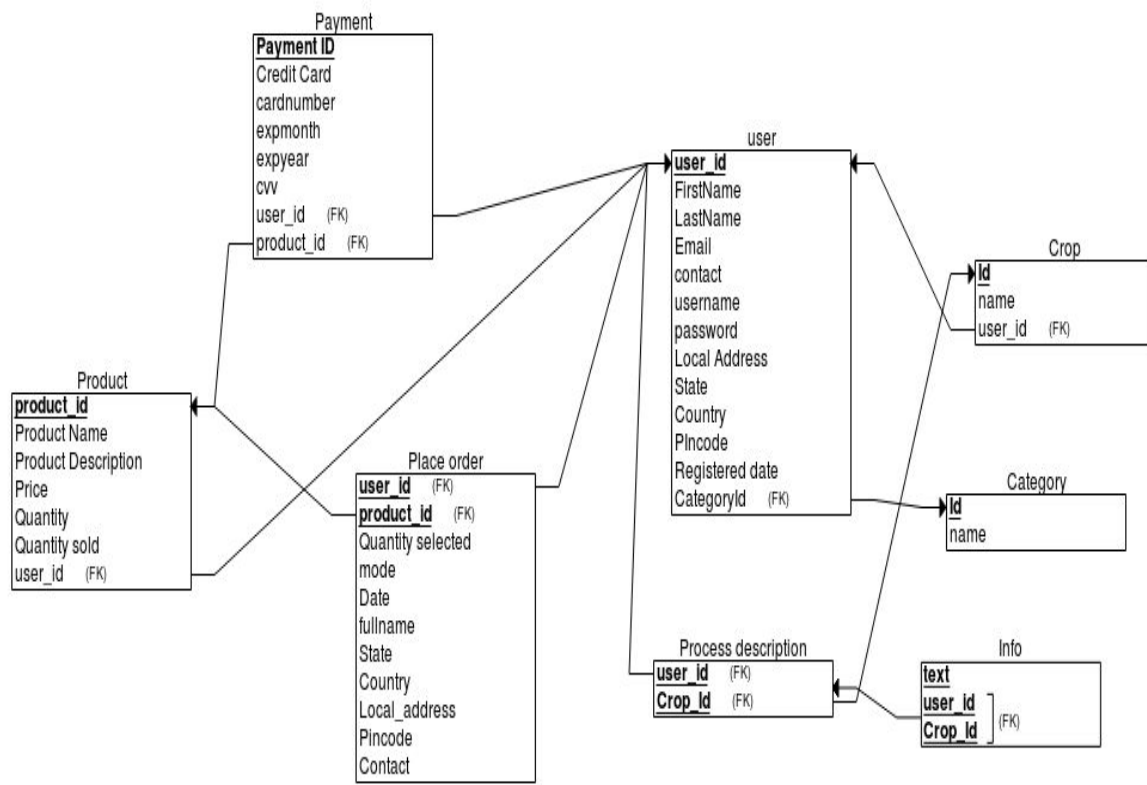 Payment
Payment ID
Credit Card
cardnumber
expmonth
expyear
cvv
user_id (FK)
product_id (FK)
user
user_id
FirstName
LastName
Email
contact
username
password
Local Address
State
Country
PIncode
Registered date
CategoryId (FK)
Crop
Id
name
user_id (FK)
Product
product_id
Product Name
Product Description
Price
Quantity
Quantity sold
user_id (FK)
Place order
user_id (FK)
product_id (FK)
Quantity selected
mode
Date
fullname
State
Country
Local_address
Pincode
Contact
Category
Id
name
Process description
user_id (FK)
Crop_Id (FK)
Info
text
user_id
Crop_Id
(FK)